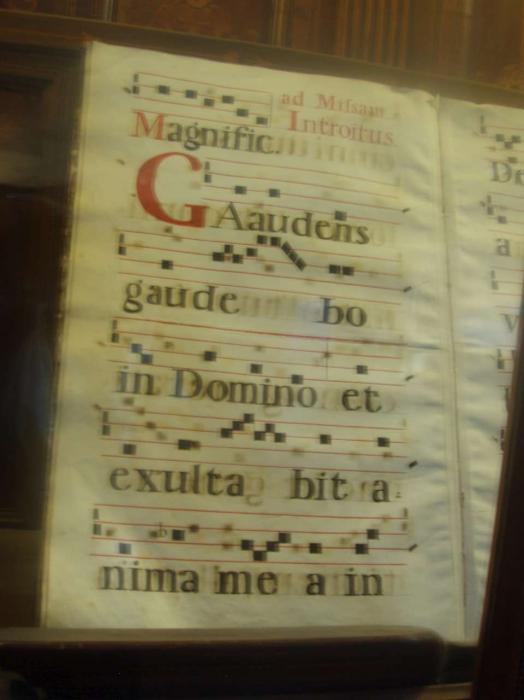 ad Missam
Introitus
Magnific.
GAaudens
gaude bo
in Domino et
exulta bit a
nima me a in
De
a